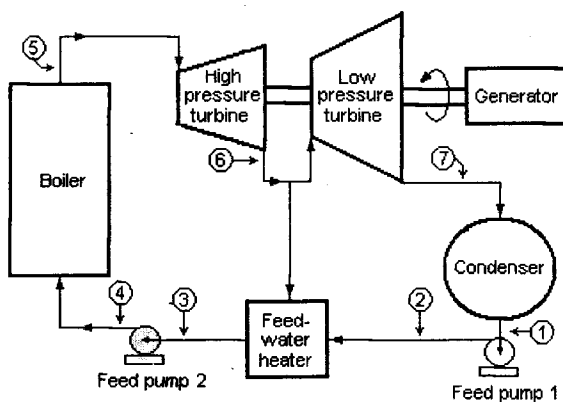 5
High
pressure
turbine
Low
pressure
turbine
Generator
6
7
Boiler
Condenser
4
3
2
1
Feed-
water
heater
Feed pump 2
Feed pump 1